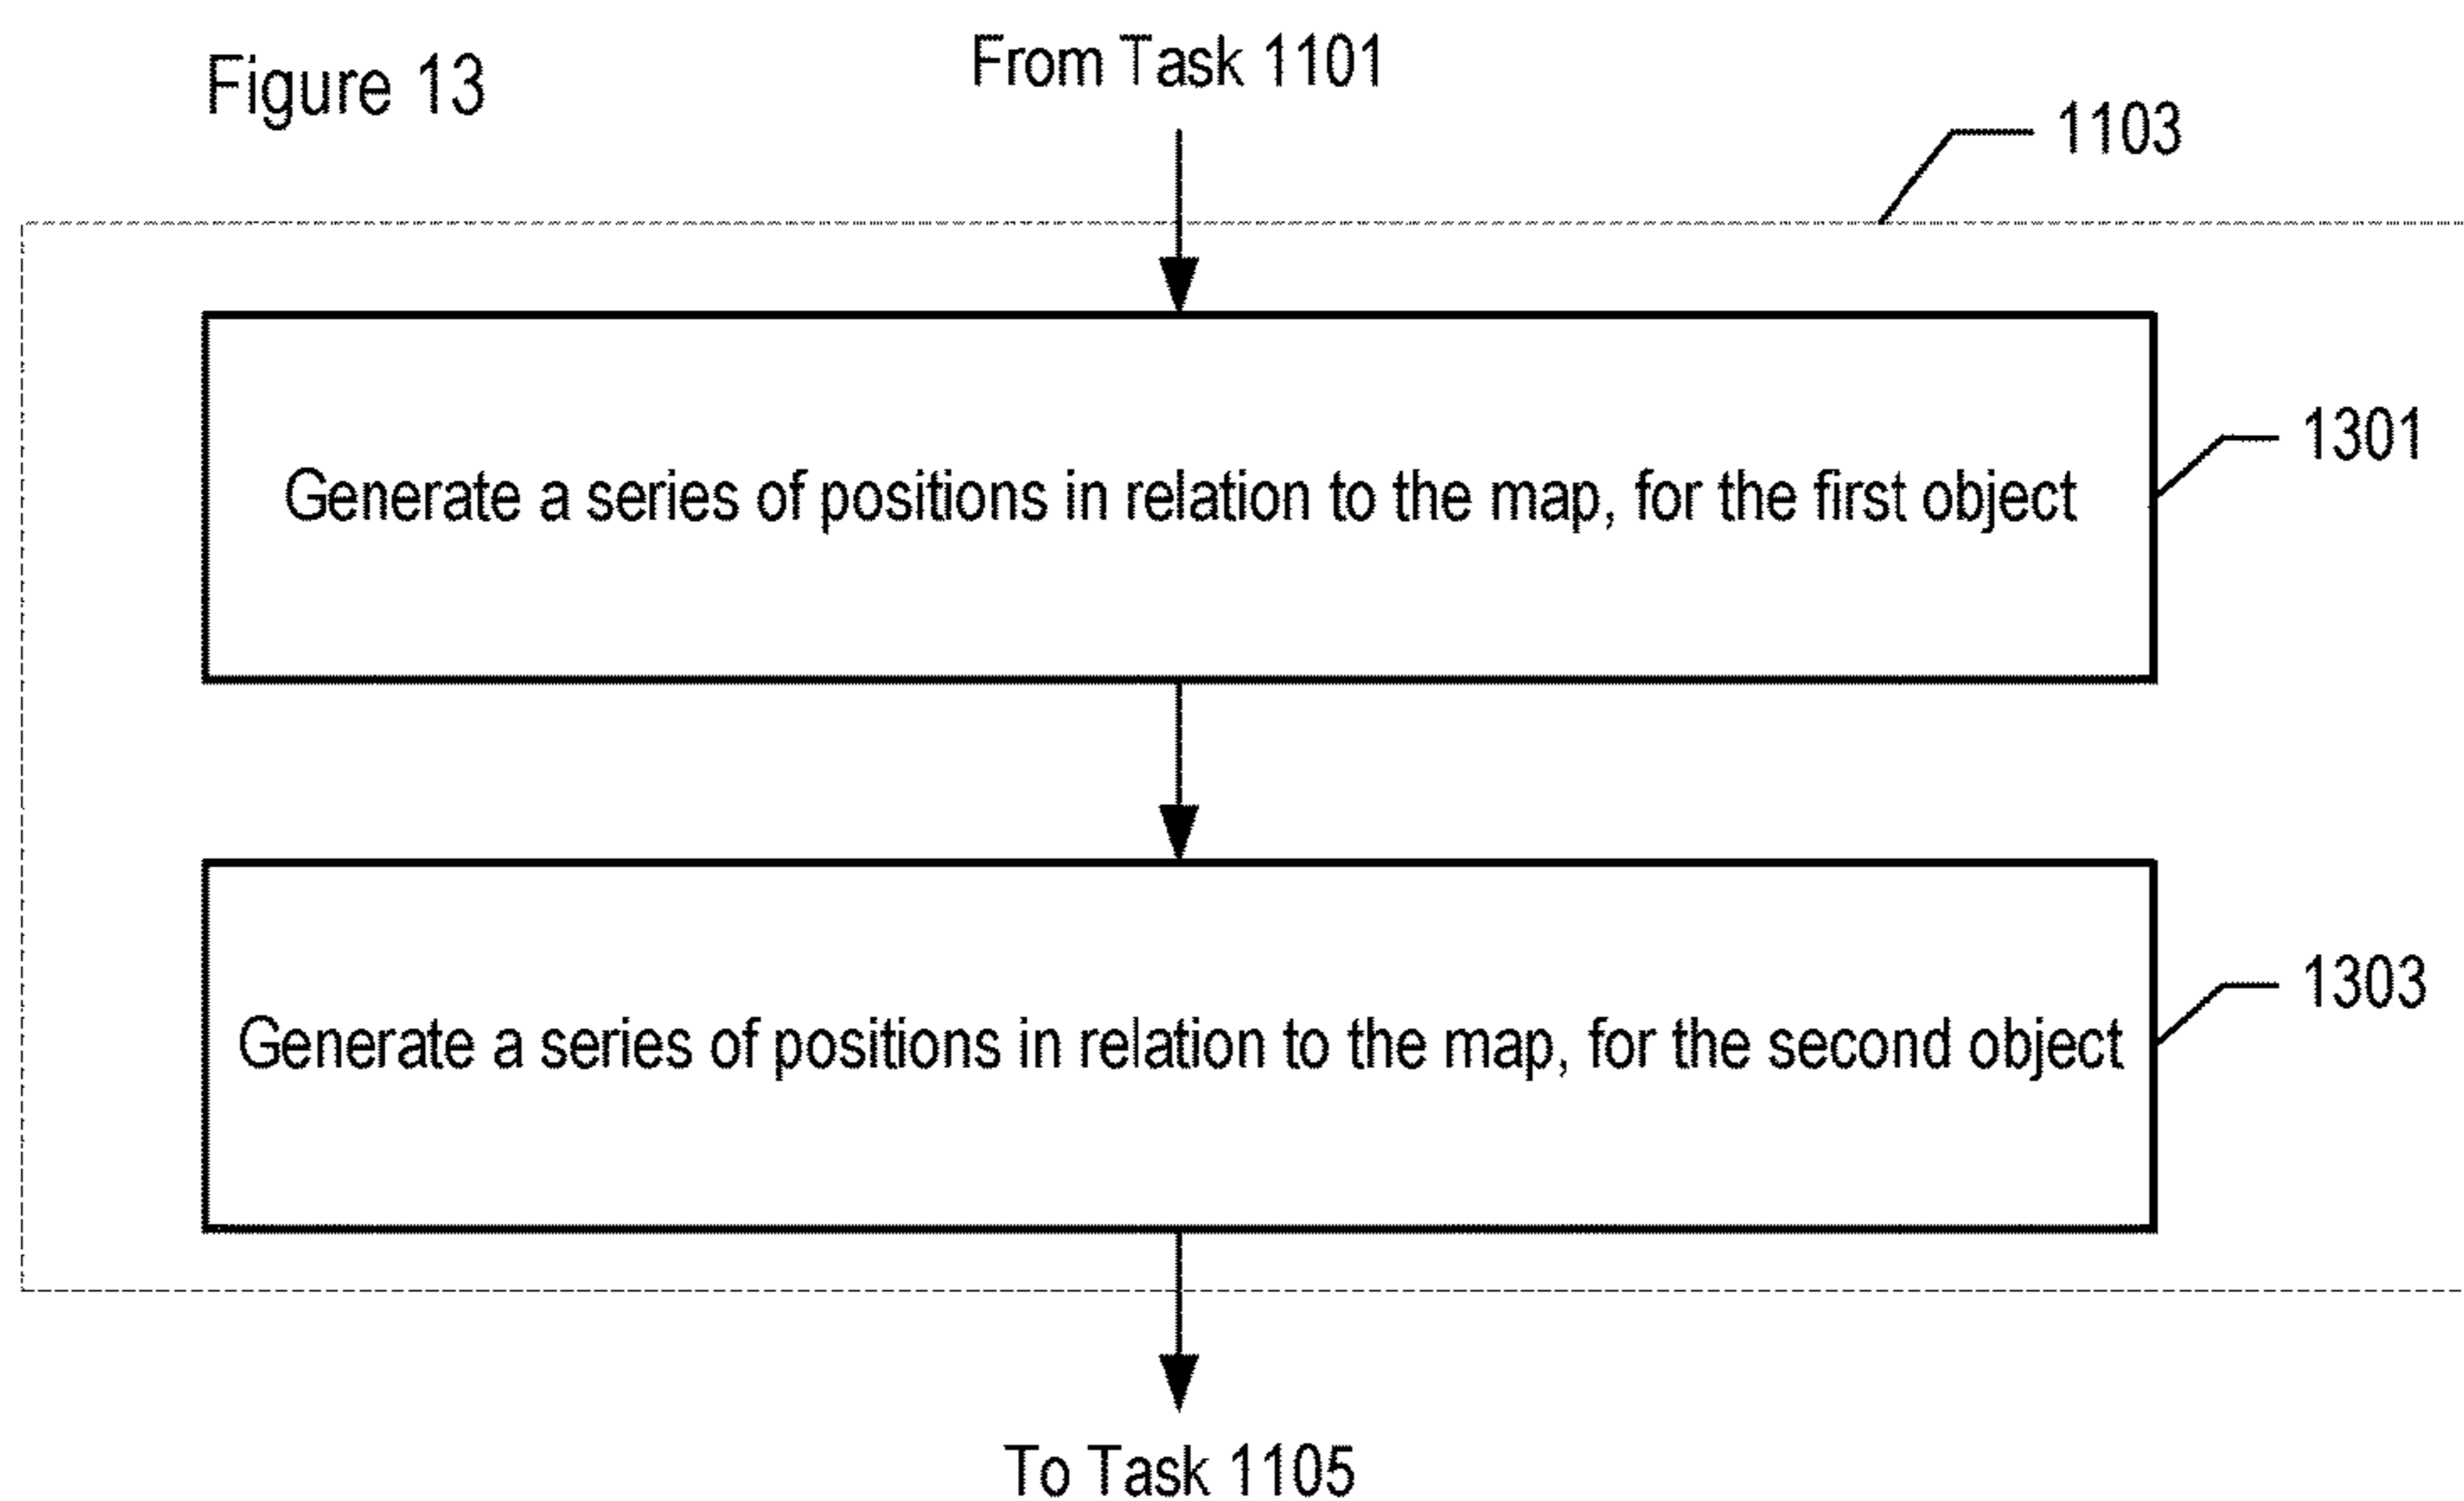 Figure 13
From Task 1101
1103
Generate a series of positions in relation to the map, for the first object
1301
Generate a series of positions in relation to the map, for the second object
1303
To Task 1105